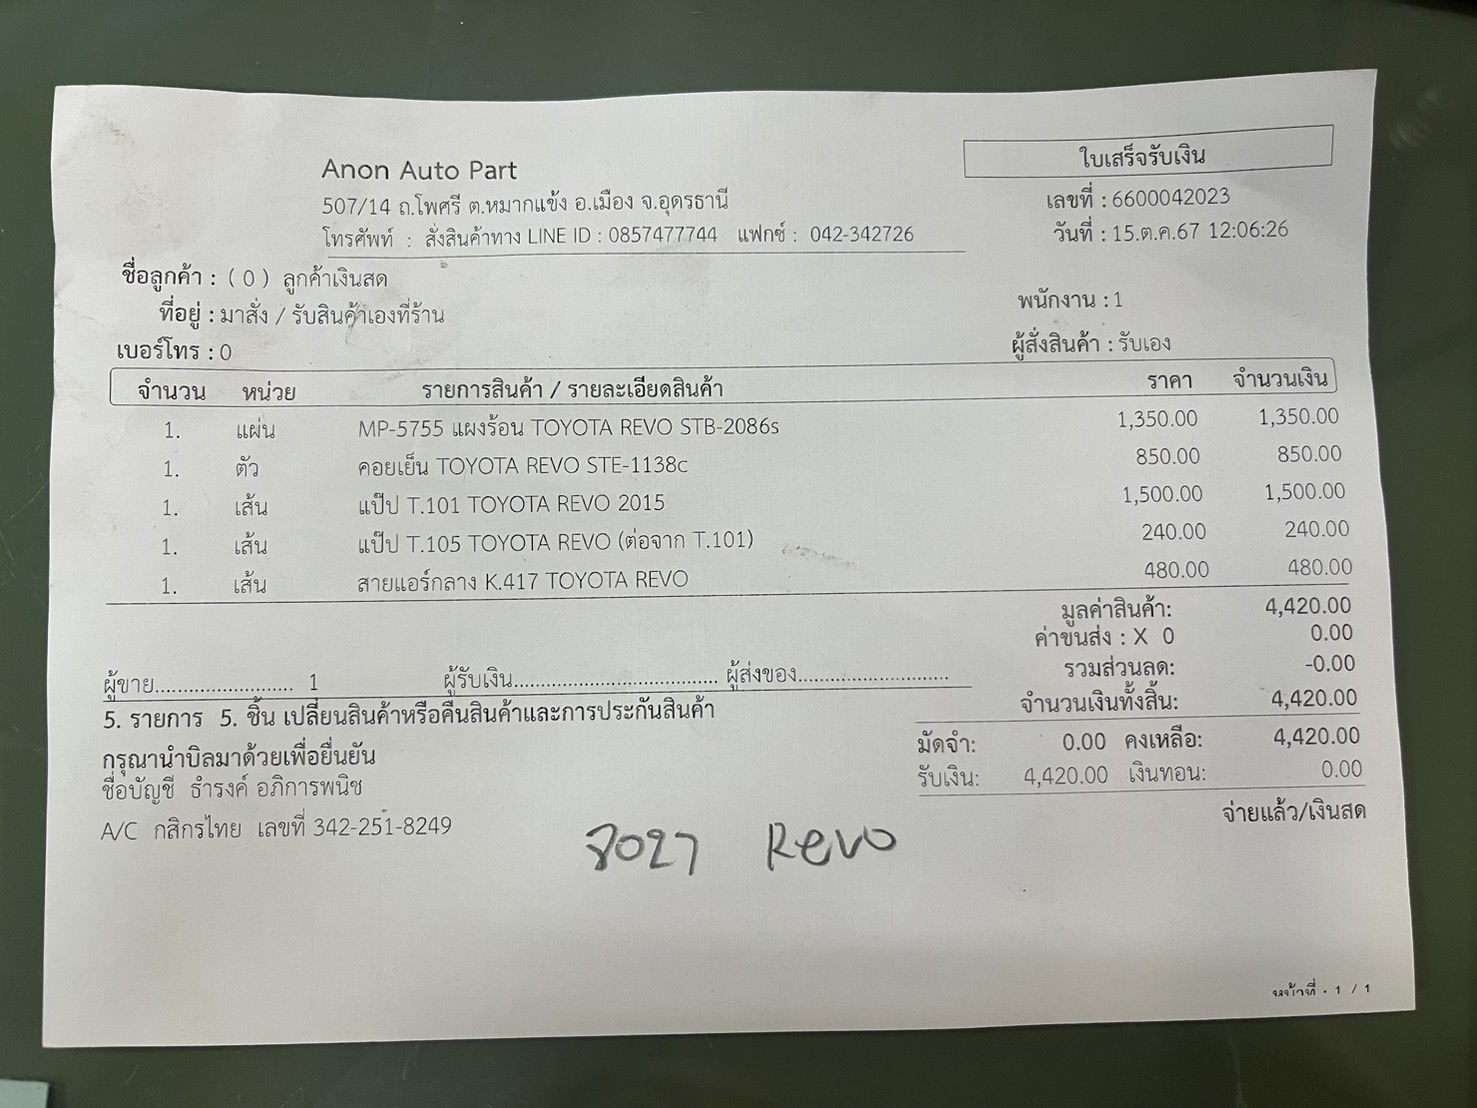 Anon Auto Part
ใบเสร็จรับเงิน
507/14 ถ.โพศรี ต.หมากแข้ง อ.เมือง จ.อุดรธานี
เลขที่ : 6600042023
โทรศัพท์ : สั่งสินค้าทาง LINE ID : 0857477744 แฟกซ์ : 042-342726
วันที่ : 15.ต.ค.67 12:06:26
ชื่อลูกค้า : ( 0 ) ลูกค้าเงินสด
ที่อยู่ : มาสั่ง / รับสินค้าเองที่ร้าน
พนักงาน : 1
เบอร์โทร : 0
ผู้สั่งสินค้า : รับเอง
จำนวน หน่วย รายการสินค้า / รายละเอียดสินค้า ราคา จำนวนเงิน
1. แผ่น MP-5755 แผงร้อน TOYOTA REVO STB-2086s 1,350.00 1,350.00
1. ตัว คอยเย็น TOYOTA REVO STE-1138c 850.00 850.00
1. เส้น แป๊ป T.101 TOYOTA REVO 2015 1,500.00 1,500.00
1. เส้น แป๊ป T.105 TOYOTA REVO (ต่อจาก T.101) 240.00 240.00
1. เส้น สายแอร์กลาง K.417 TOYOTA REVO 480.00 480.00
มูลค่าสินค้า: 4,420.00
ค่าขนส่ง : X 0 0.00
รวมส่วนลด: -0.00
ผู้ขาย........................ 1 ผู้รับเงิน.................................... ผู้ส่งของ...........................
จำนวนเงินทั้งสิ้น: 4,420.00
5. รายการ 5. ชิ้น เปลี่ยนสินค้าหรือคืนสินค้าและการประกันสินค้า
มัดจำ: 0.00 คงเหลือ: 4,420.00
กรุณานำบิลมาด้วยเพื่อยื่นยัน
รับเงิน: 4,420.00 เงินทอน: 0.00
ชื่อบัญชี ธำรงค์ อภิการพนิช
จ่ายแล้ว/เงินสด
A/C กสิกรไทย เลขที่ 342-251-8249
8027 Revo
หน้าที่ . 1 / 1